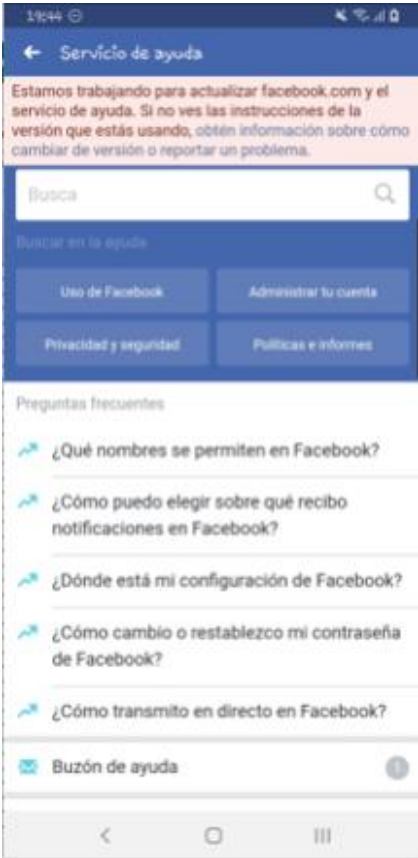 19:44
Servicio de ayuda
Estamos trabajando para actualizar facebook.com y el
servicio de ayuda. Si no ves las instrucciones de la
versión que estás usando, obtén información sobre cómo
cambiar de versión o reportar un problema.
Busca
Buscar en la ayuda
Uso de Facebook
Administrar tu cuenta
Privacidad y seguridad
Políticas e informes
Preguntas frecuentes
¿Qué nombres se permiten en Facebook?
¿Cómo puedo elegir sobre qué recibo
notificaciones en Facebook?
¿Dónde está mi configuración de Facebook?
¿Cómo cambio o restablezco mi contraseña
de Facebook?
¿Cómo transmito en directo en Facebook?
Buzón de ayuda
1